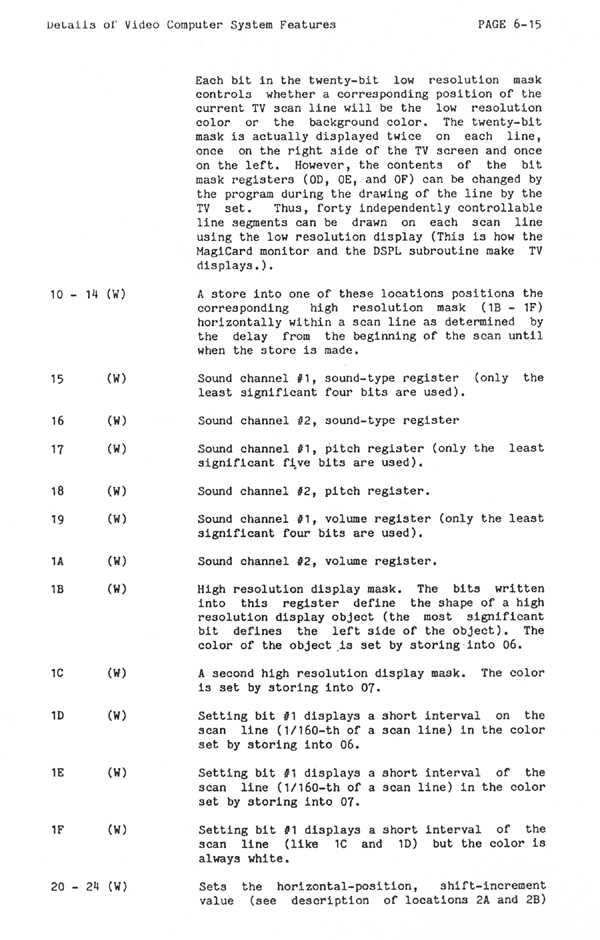 Details of Video Computer System Features PAGE 6-15
Each bit in the twenty-bit low resolution mask
controls whether a corresponding position of the
current TV scan line will be the low resolution
color or the background color. The twenty-bit
mask is actually displayed twice on each line,
once on the right side of the TV screen and once
on the left. However, the contents of the bit
mask registers (OD, OE, and OF) can be changed by
the program during the drawing of the line by the
TV set. Thus, forty independently controllable
line segments can be drawn on each scan line
using the low resolution display (This is how the
MagiCard monitor and the DSPL subroutine make TV
displays.).
10 - 14 (W) A store into one of these locations positions the
corresponding high resolution mask (1B - 1F)
horizontally within a scan line as determined by
the delay from the beginning of the scan until
when the store is made.
15 (W) Sound channel #1, sound-type register (only the
least significant four bits are used).
16 (W) Sound channel #2, sound-type register
17 (W) Sound channel #1, pitch register (only the least
significant five bits are used).
18 (W) Sound channel #2, pitch register.
19 (W) Sound channel #1, volume register (only the least
significant four bits are used).
1A (W) Sound channel #2, volume register.
1B (W) High resolution display mask. The bits written
into this register define the shape of a high
resolution display object (the most significant
bit defines the left side of the object). The
color of the object is set by storing into 06.
1C (W) A second high resolution display mask. The color
is set by storing into 07.
1D (W) Setting bit #1 displays a short interval on the
scan line (1/160-th of a scan line) in the color
set by storing into 06.
1E (W) Setting bit #1 displays a short interval of the
scan line (1/160-th of a scan line) in the color
set by storing into 07.
1F (W) Setting bit #1 displays a short interval of the
scan line (like 1C and 1D) but the color is
always white.
20 - 24 (W) Sets the horizontal-position, shift-increment
value (see description of locations 2A and 2B)